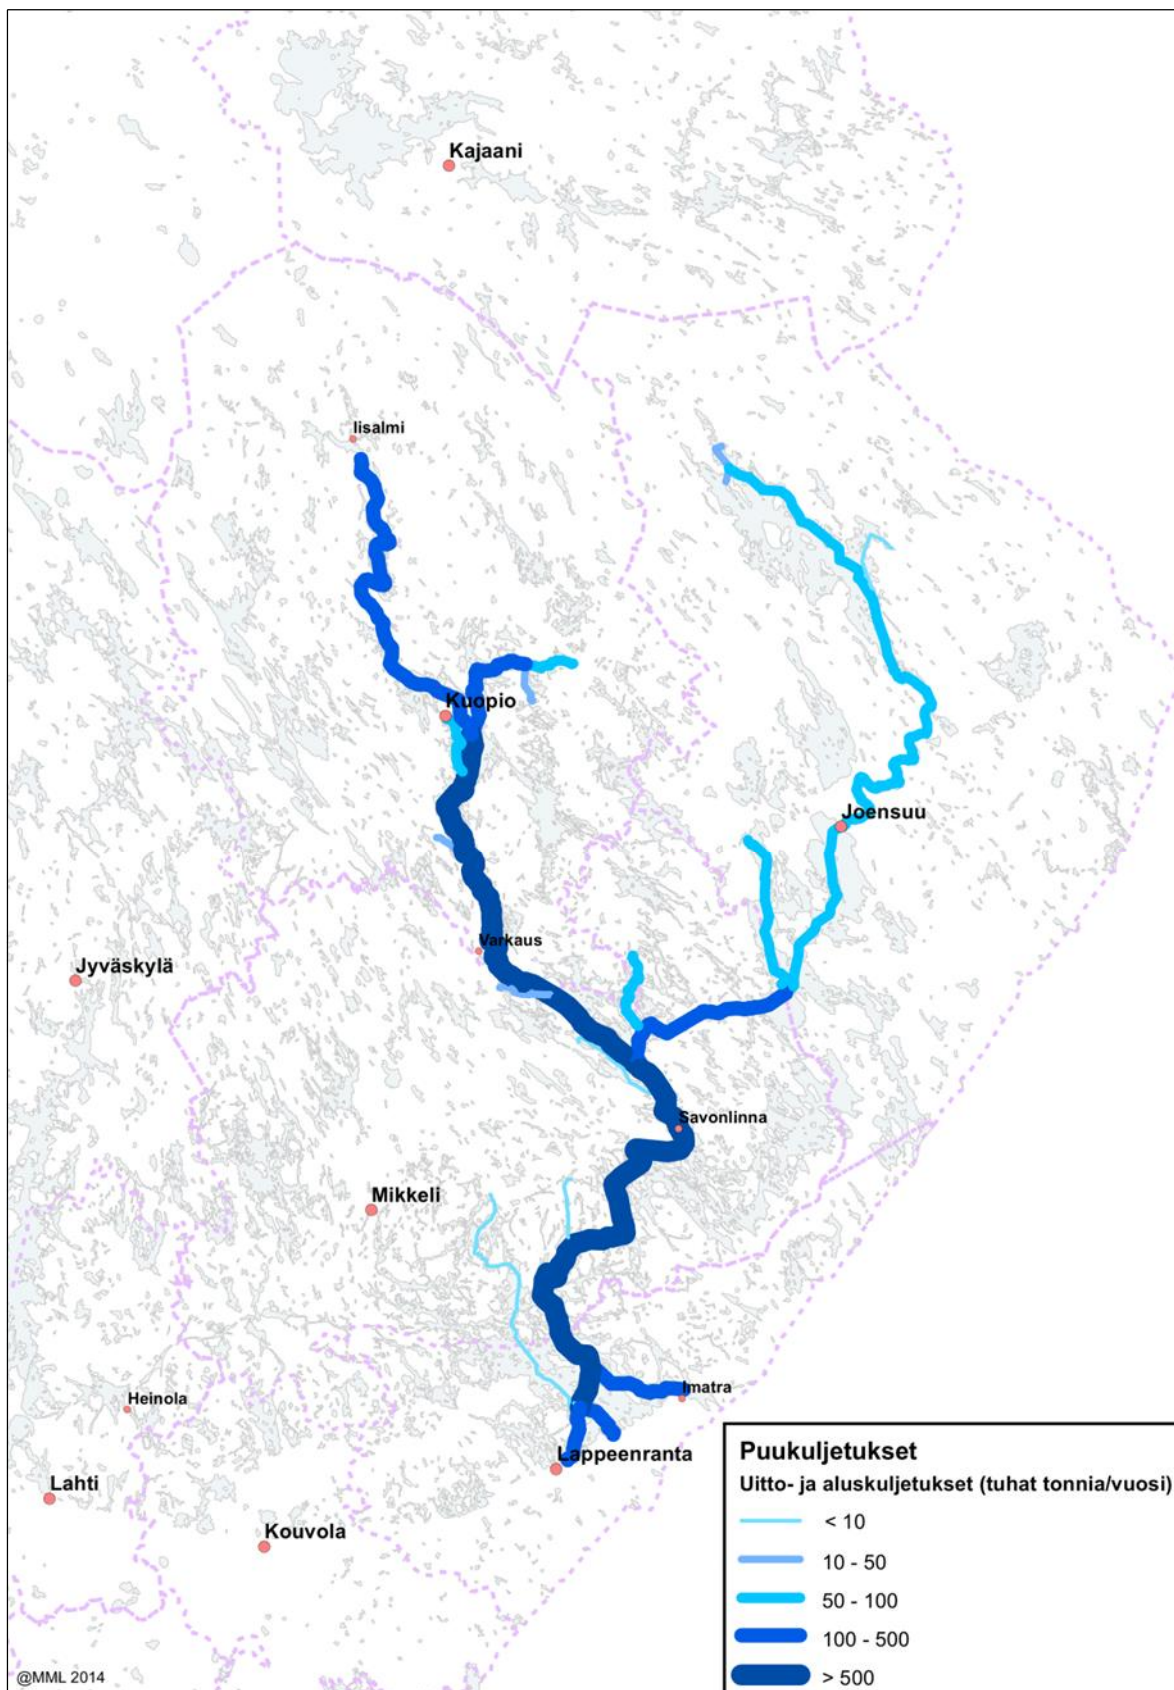 Kajaani
Iisalmi
Kuopio
Joensuu
Varkaus
Jyväskylä
Savonlinna
Mikkeli
Imatra
Heinola
Lappeenranta
Lahti
Kouvola
Puukuljetukset
Uitto- ja aluskuljetukset (tuhat tonnia/vuosi)
< 10
10 - 50
50 - 100
100 - 500
> 500
@MML 2014